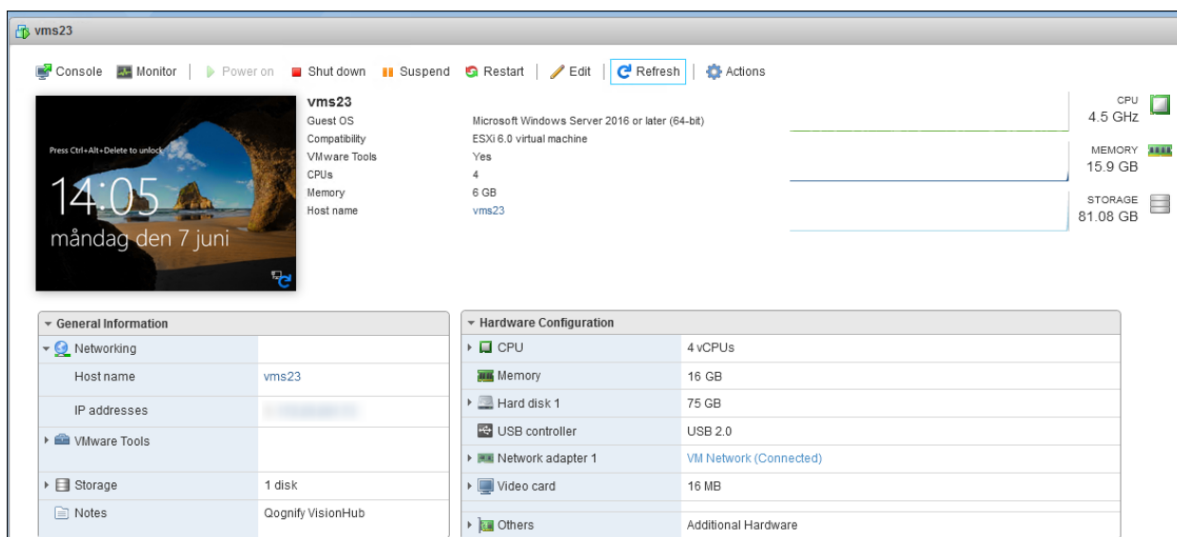 vms23
Console Monitor Power on Shut down Suspend Restart Edit Refresh Actions
Press Ctrl+Alt+Delete to unlock
14:05
måndag den 7 juni
vms23
Guest OS Microsoft Windows Server 2016 or later (64-bit)
Compatibility ESXi 6.0 virtual machine
VMware Tools Yes
CPUs 4
Memory 6 GB
Host name vms23
CPU
4.5 GHz
MEMORY
15.9 GB
STORAGE
81.08 GB
General Information
Networking
Host name vms23
IP addresses
VMware Tools
Storage 1 disk
Notes Qognify VisionHub
Hardware Configuration
CPU 4 vCPUs
Memory 16 GB
Hard disk 1 75 GB
USB controller USB 2.0
Network adapter 1 VM Network (Connected)
Video card 16 MB
Others Additional Hardware